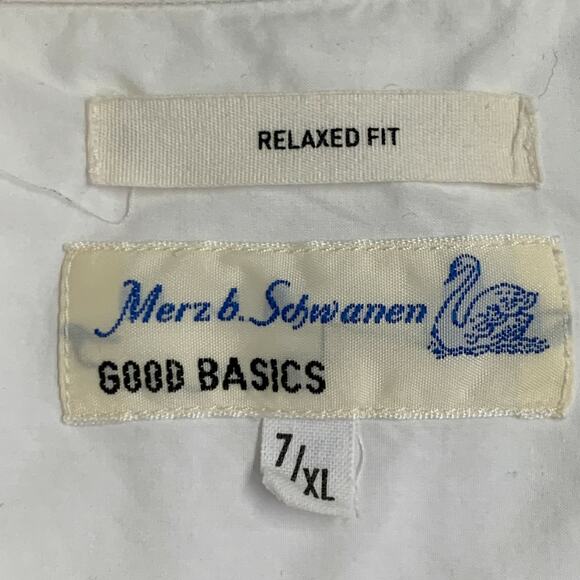 RELAXED FIT
Merz b. Schwanen
GOOD BASICS
7/XL